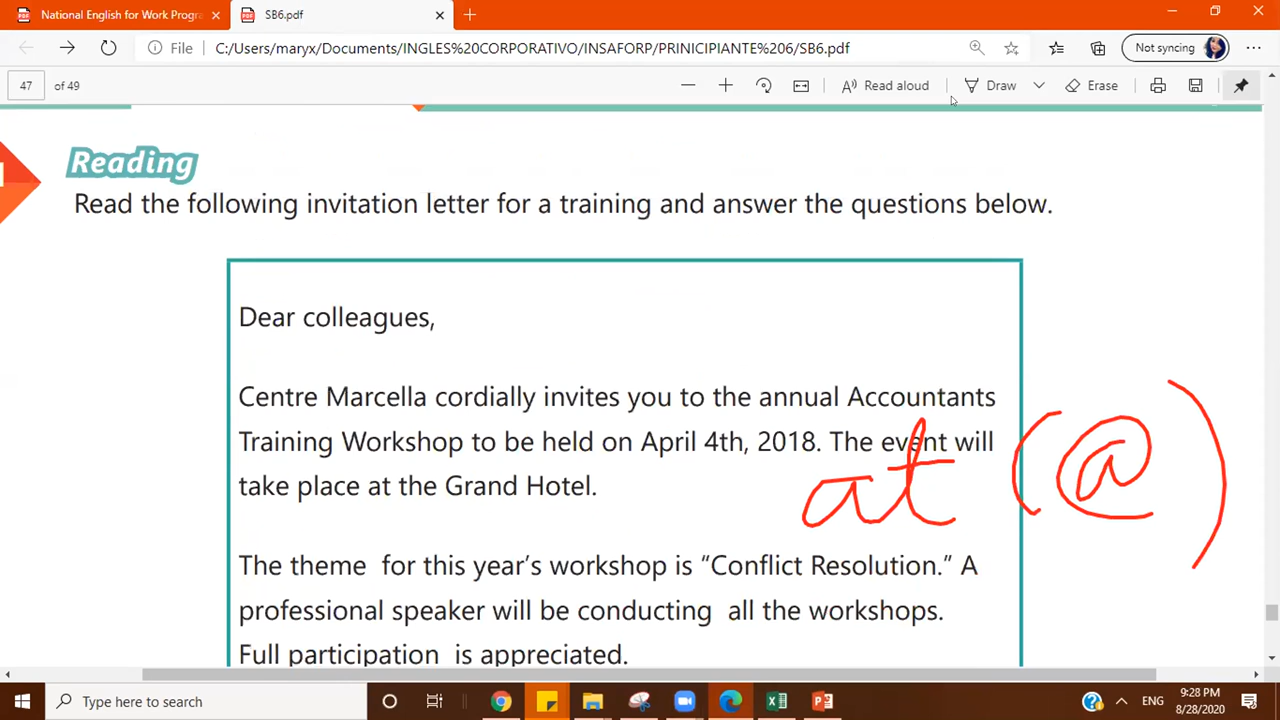 National English for Work Progra
SB6.pdf
File
C:/Users/maryx/Documents/INGLES%20CORPORATIVO/INSAFORP/PRINICIPIANTE%206/SB6.pdf
Not syncing
47 of 49
Read aloud
Draw
Erase
Reading
Read the following invitation letter for a training and answer the questions below.
Dear colleagues,
Centre Marcella cordially invites you to the annual Accountants
Training Workshop to be held on April 4th, 2018. The event will
take place at the Grand Hotel.
at (@)
The theme for this year's workshop is “Conflict Resolution.” A
professional speaker will be conducting all the workshops.
Full participation is appreciated.
Type here to search
ENG
9:28 PM
8/28/2020